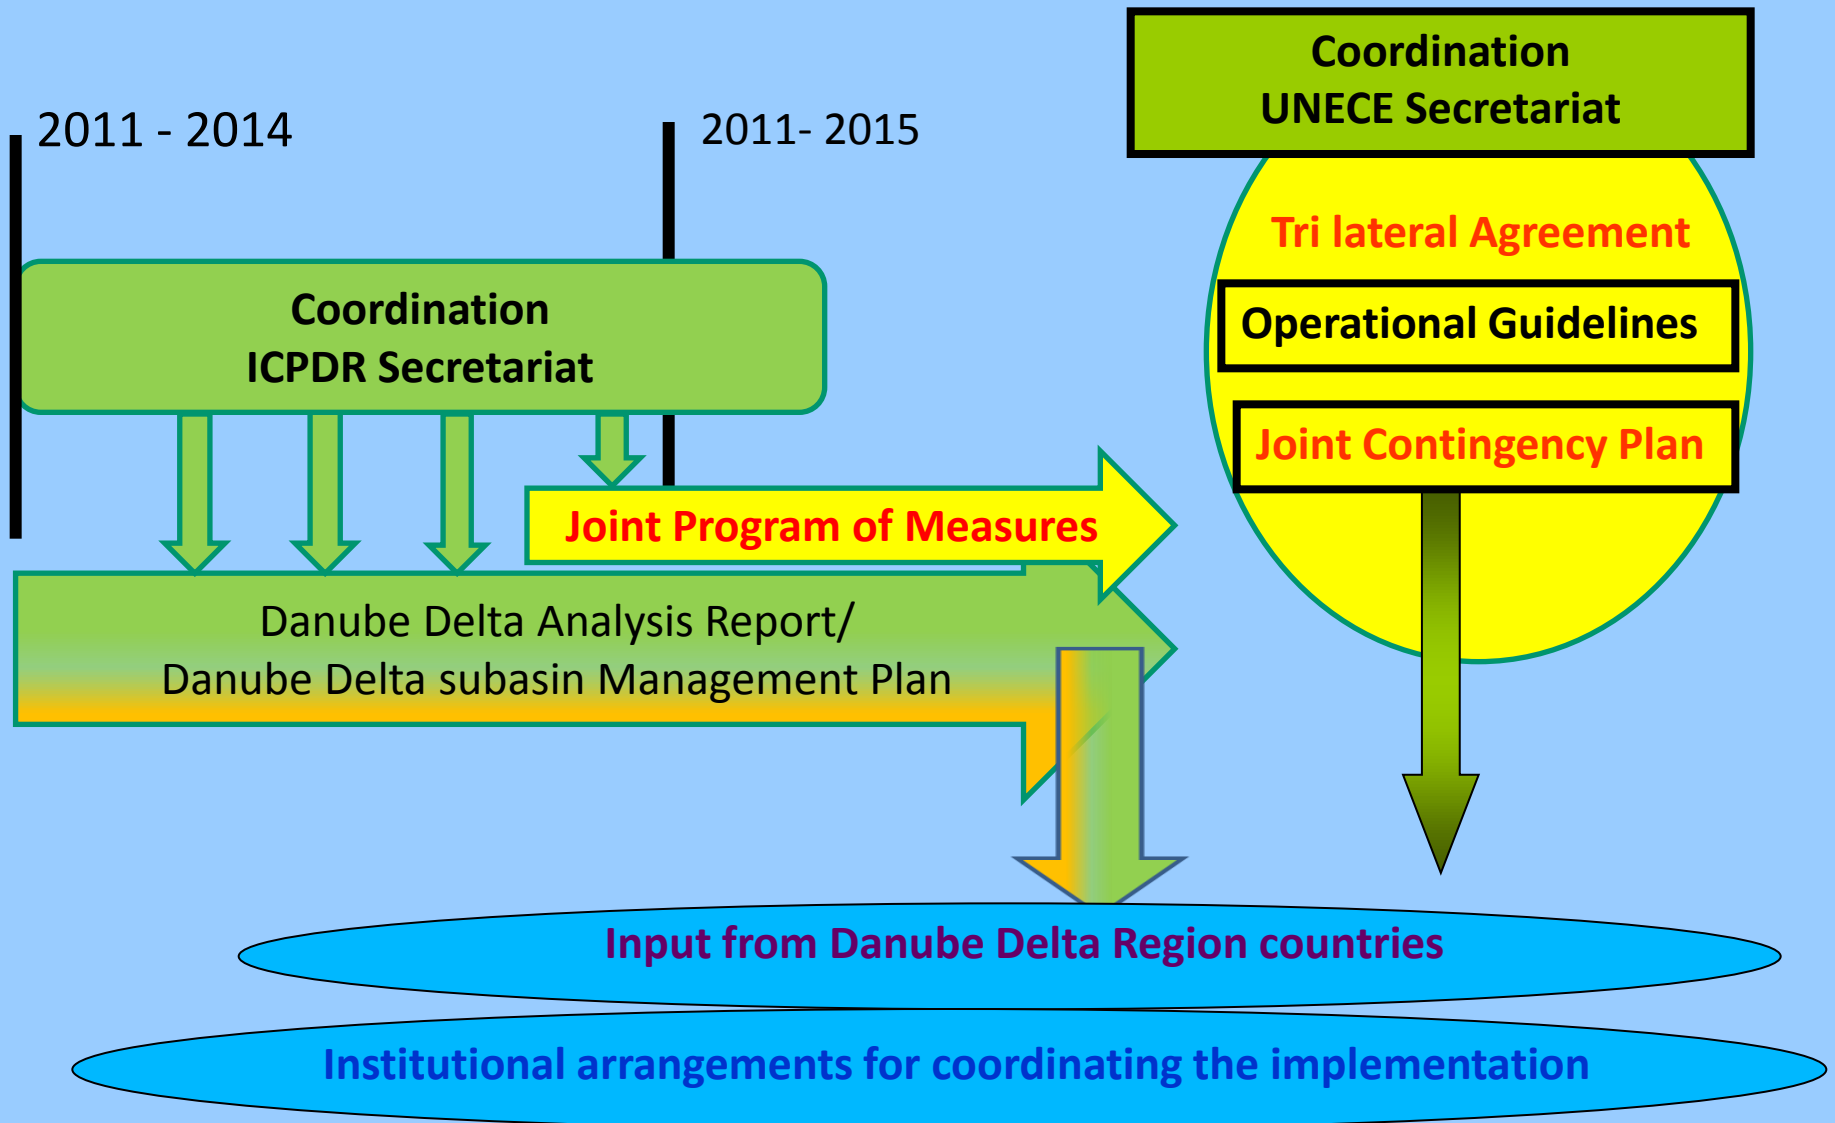 2011 - 2014
2011- 2015
Coordination
UNECE Secretariat
Tri lateral Agreement
Operational Guidelines
Joint Contingency Plan
Coordination
ICPDR Secretariat
Joint Program of Measures
Danube Delta Analysis Report/
Danube Delta subasin Management Plan
Input from Danube Delta Region countries
Institutional arrangements for coordinating the implementation